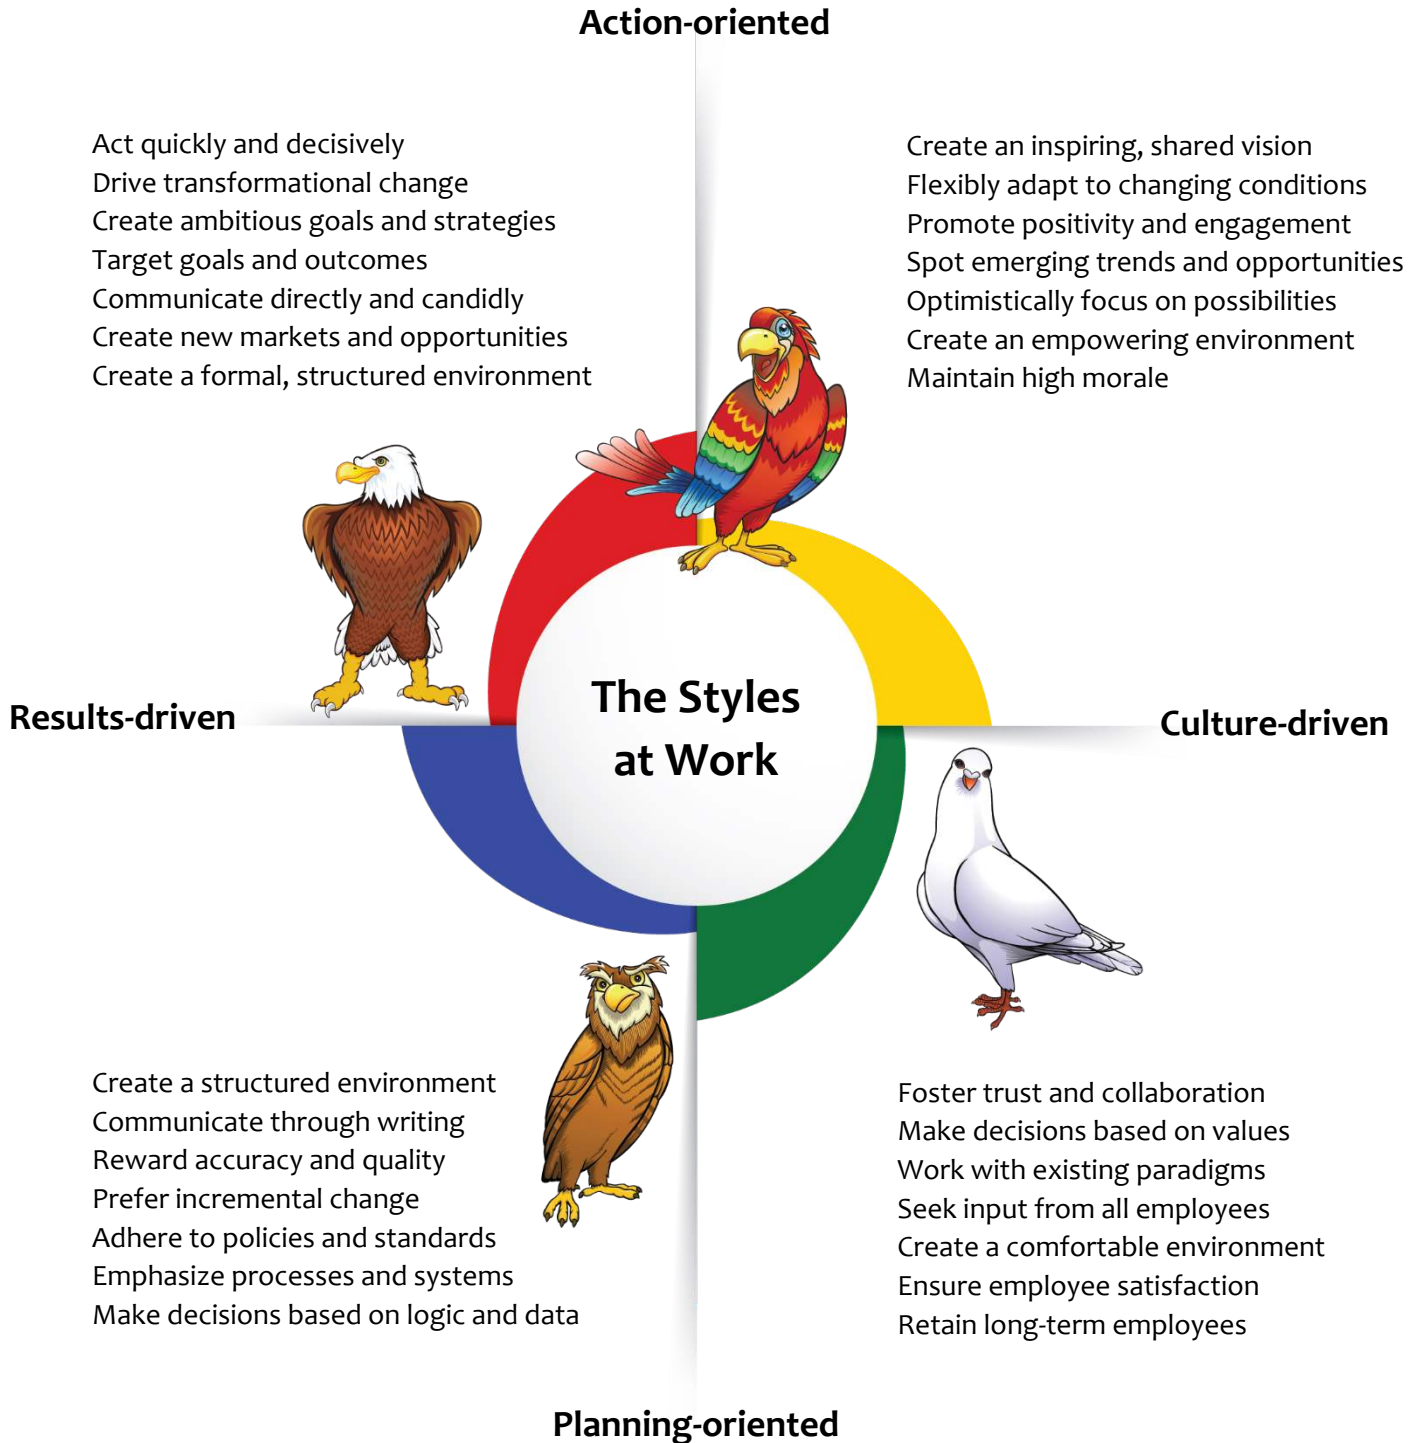 Action-oriented
Act quickly and decisively
Drive transformational change
Create ambitious goals and strategies
Target goals and outcomes
Communicate directly and candidly
Create new markets and opportunities
Create a formal, structured environment
Create an inspiring, shared vision
Flexibly adapt to changing conditions
Promote positivity and engagement
Spot emerging trends and opportunities
Optimistically focus on possibilities
Create an empowering environment
Maintain high morale
Results-driven
The Styles
at Work
Culture-driven
Create a structured environment
Communicate through writing
Reward accuracy and quality
Prefer incremental change
Adhere to policies and standards
Emphasize processes and systems
Make decisions based on logic and data
Foster trust and collaboration
Make decisions based on values
Work with existing paradigms
Seek input from all employees
Create a comfortable environment
Ensure employee satisfaction
Retain long-term employees
Planning-oriented